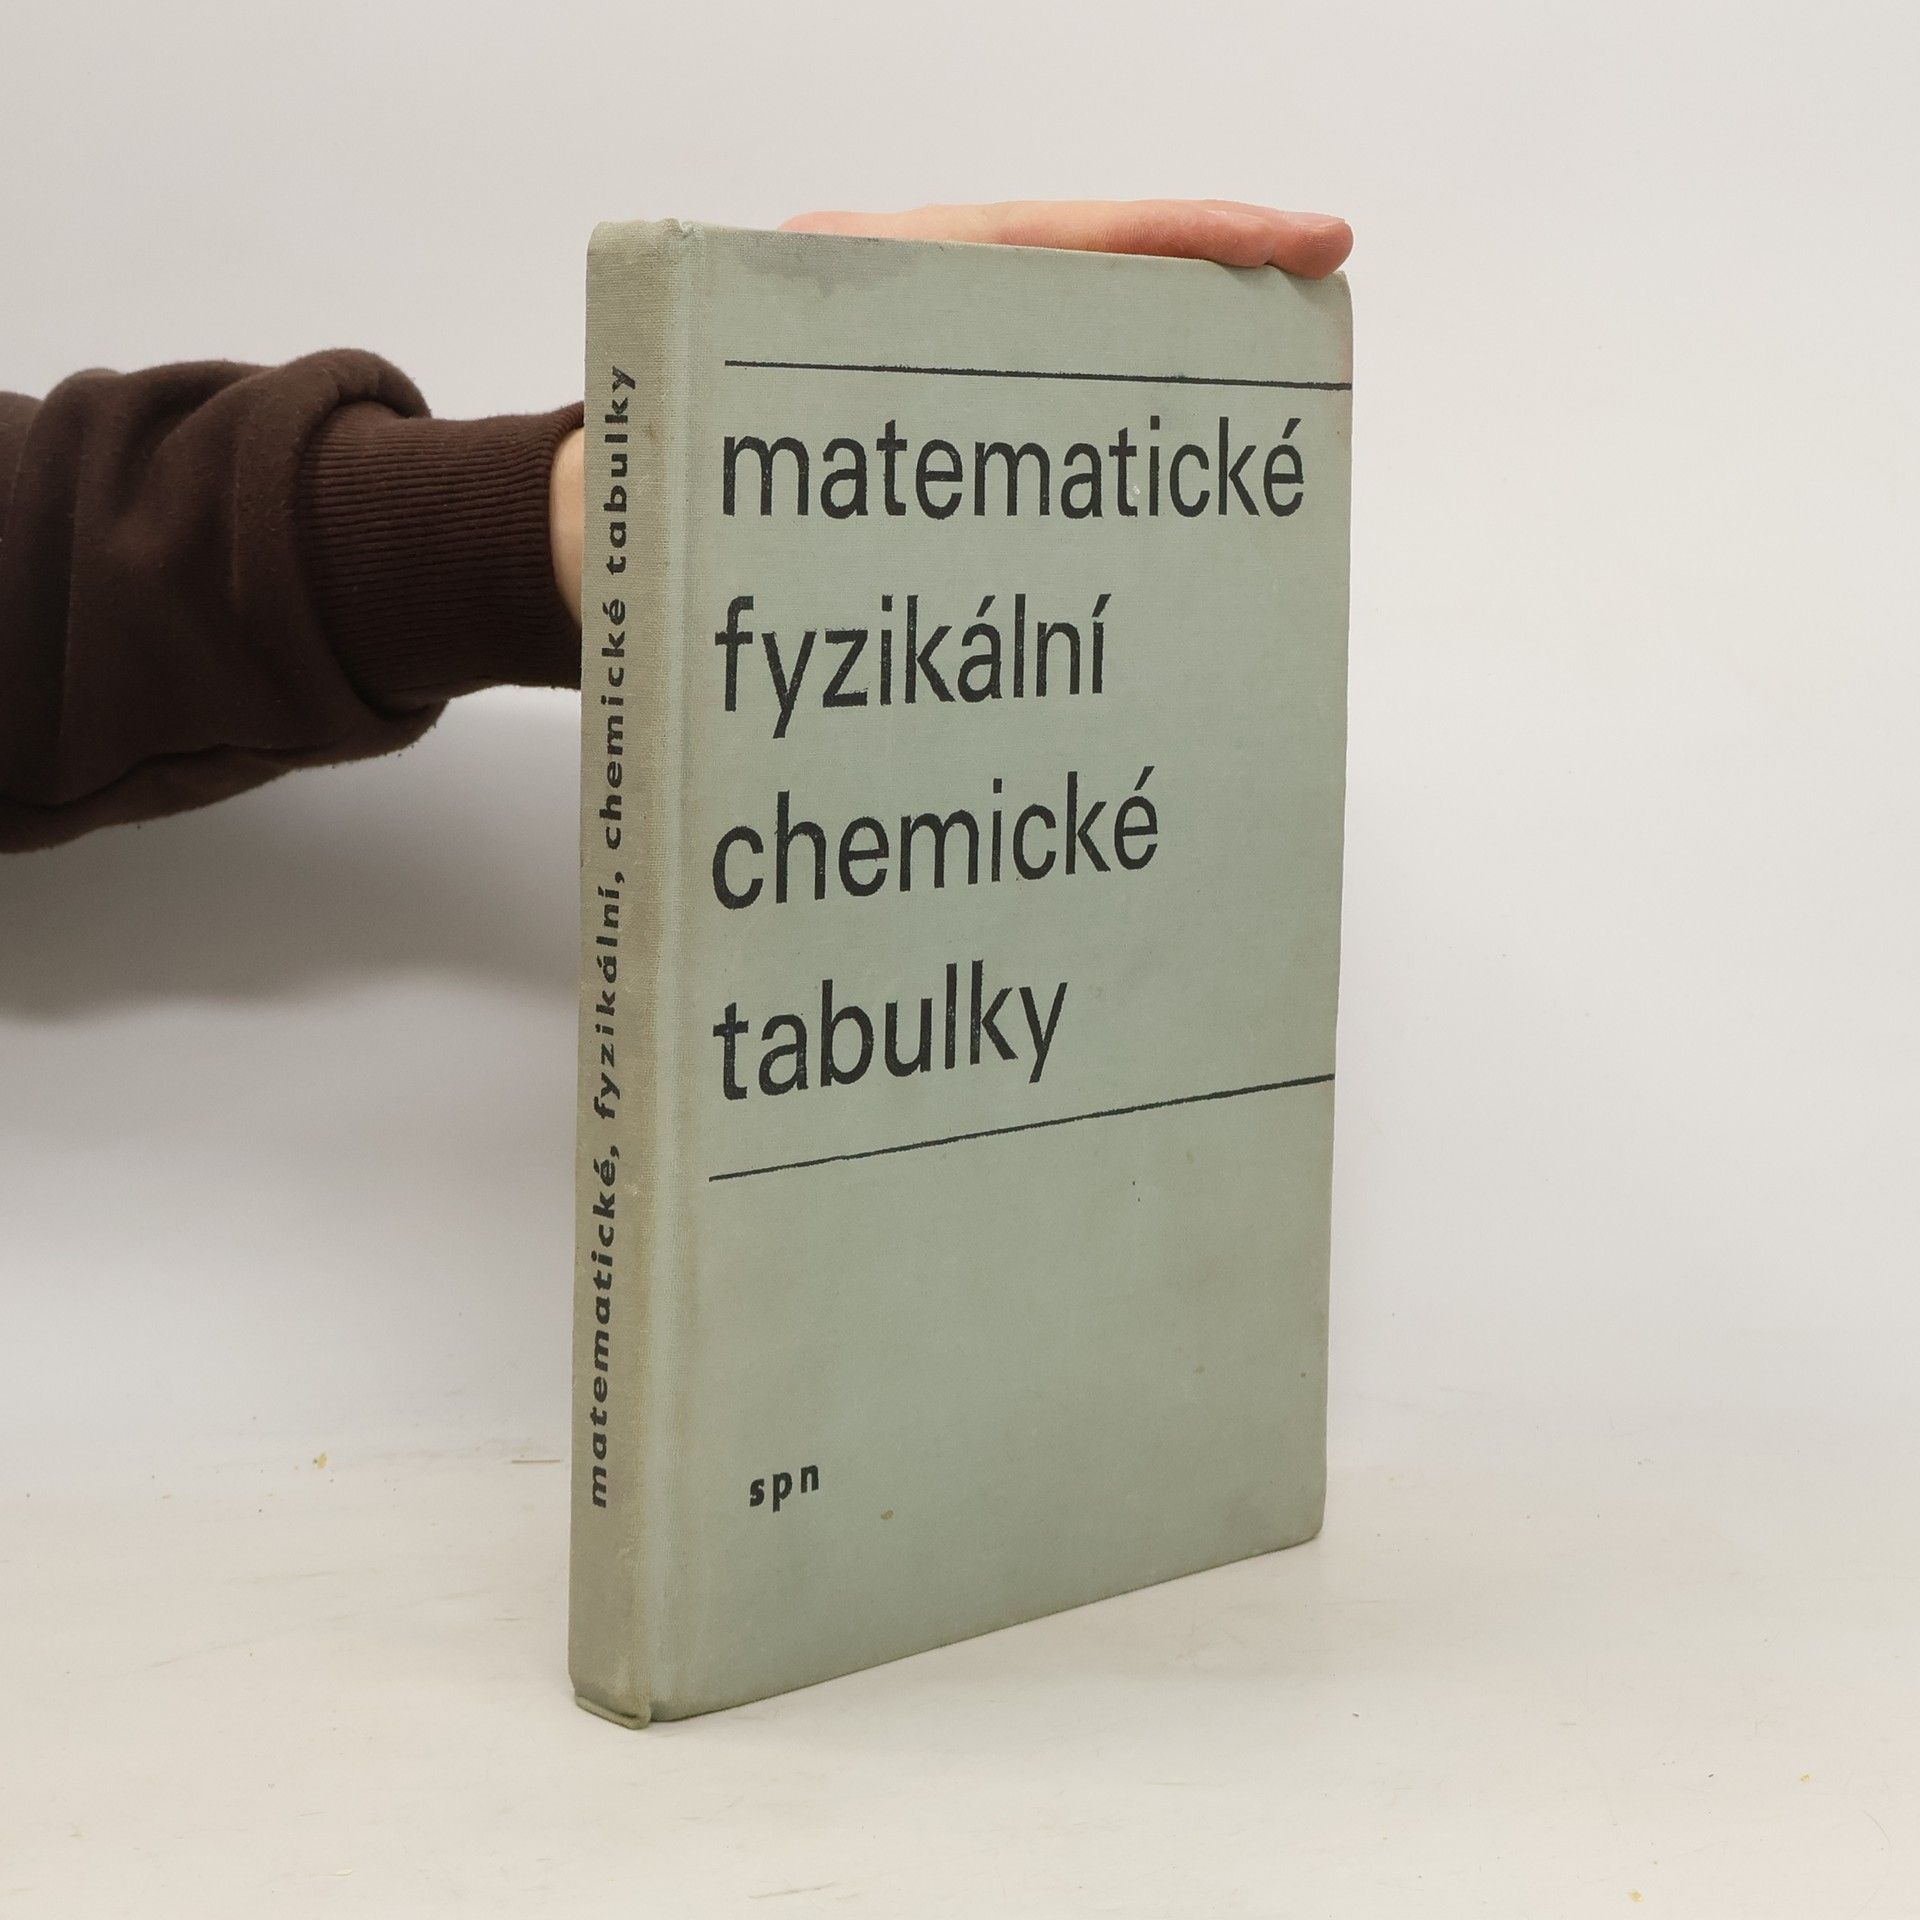 matematické, fyzikální, chemické tabulky
matematické
fyzikální
chemické
tabulky
spn